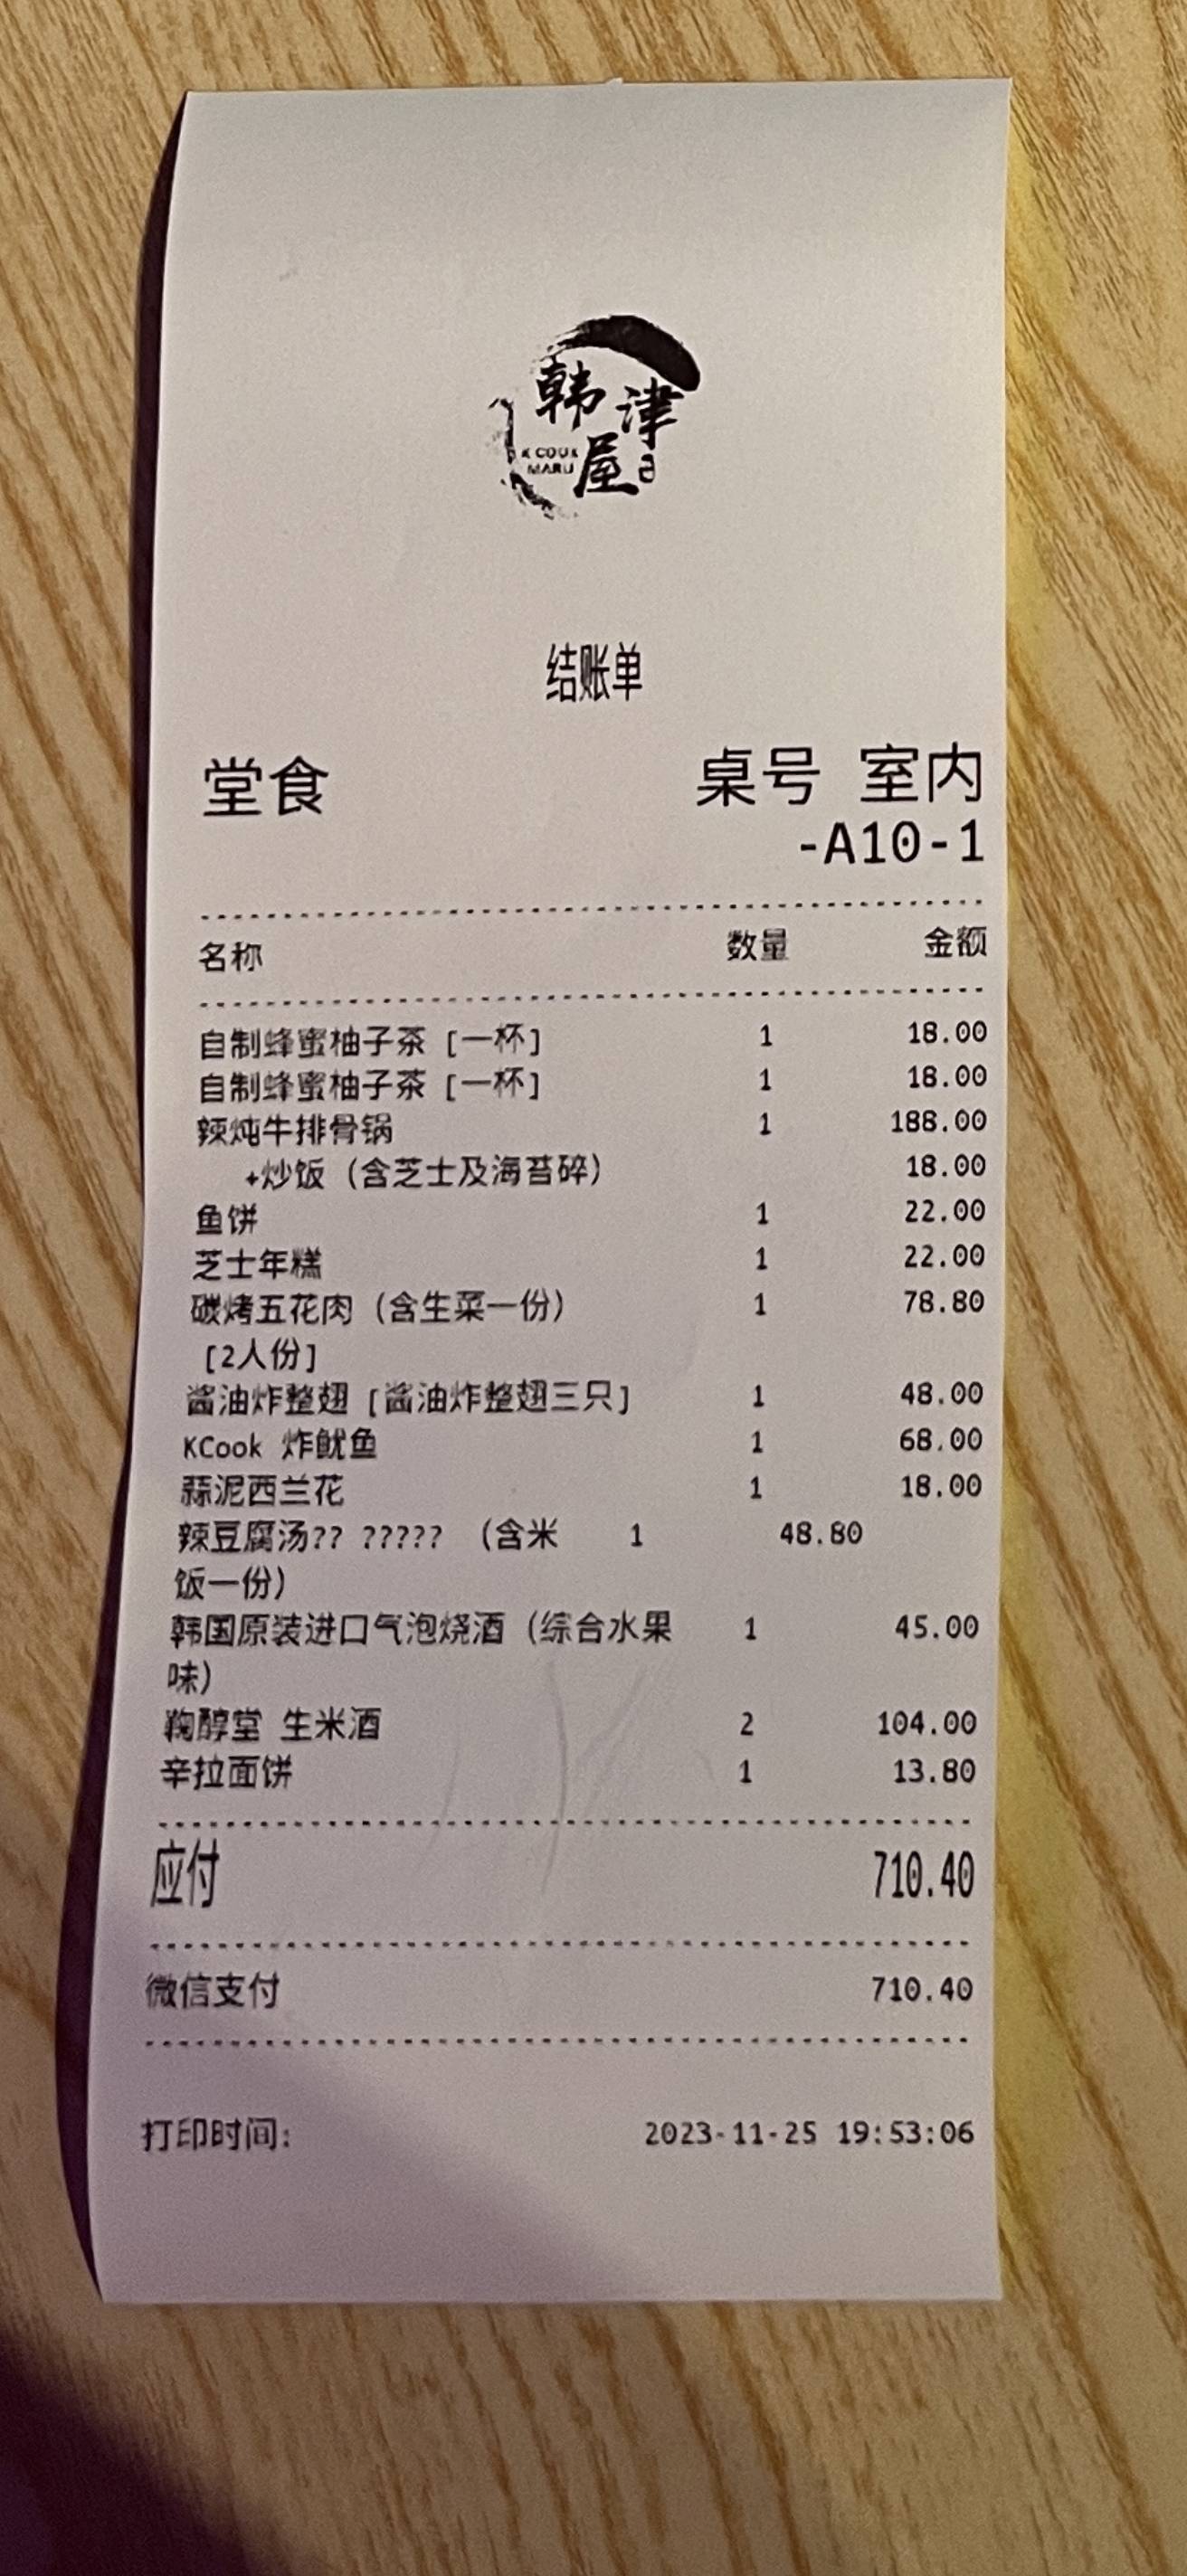 韩津屋
K COOK
MARU
结账单
堂食 桌号 室内
-A10-1
名称 数量 金额
自制蜂蜜柚子茶 [一杯] 1 18.00
自制蜂蜜柚子茶 [一杯] 1 18.00
辣炖牛排骨锅 1 188.00
+炒饭（含芝士及海苔碎） 18.00
鱼饼 1 22.00
芝士年糕 1 22.00
碳烤五花肉（含生菜一份） 1 78.80
[2人份]
酱油炸整翅 [酱油炸整翅三只] 1 48.00
KCook 炸鱿鱼 1 68.00
蒜泥西兰花 1 18.00
辣豆腐汤?? ????? （含米 1 48.80
饭一份）
韩国原装进口气泡烧酒（综合水果 1 45.00
味）
鞠醇堂 生米酒 2 104.00
辛拉面饼 1 13.80
应付 710.40
微信支付 710.40
打印时间: 2023-11-25 19:53:06